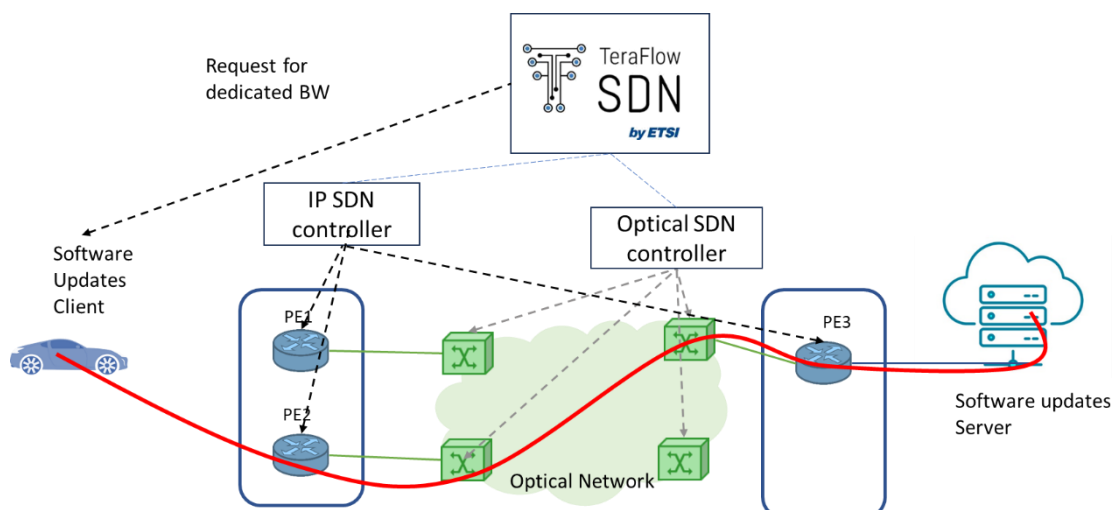 Request for
dedicated BW
TeraFlow
SDN
by ETSI
IP SDN
controller
Optical SDN
controller
Software
Updates
Client
PE1
PE2
PE3
Optical Network
Software updates
Server